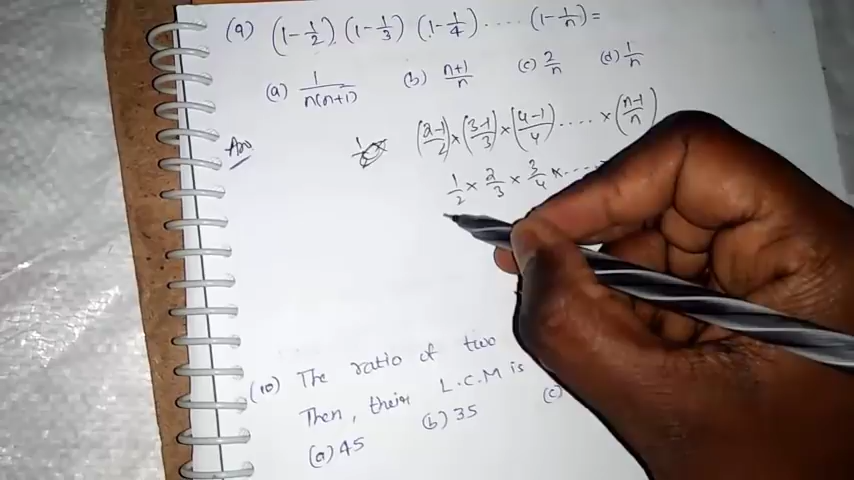 (9) (1-1/2) (1-1/3) (1-1/4) ..... (1-1/n) =
(a) 1/n(n+1) (b) n+1/n (c) 2/n (d) 1/n
Ans (2-1/2) × (3-1/3) × (4-1/4) ..... × (n-1/n)
1/2 × 2/3 × 3/4 × ....
(10) The ratio of two
Then, their L.C.M is
(a) 45 (b) 35 (c)